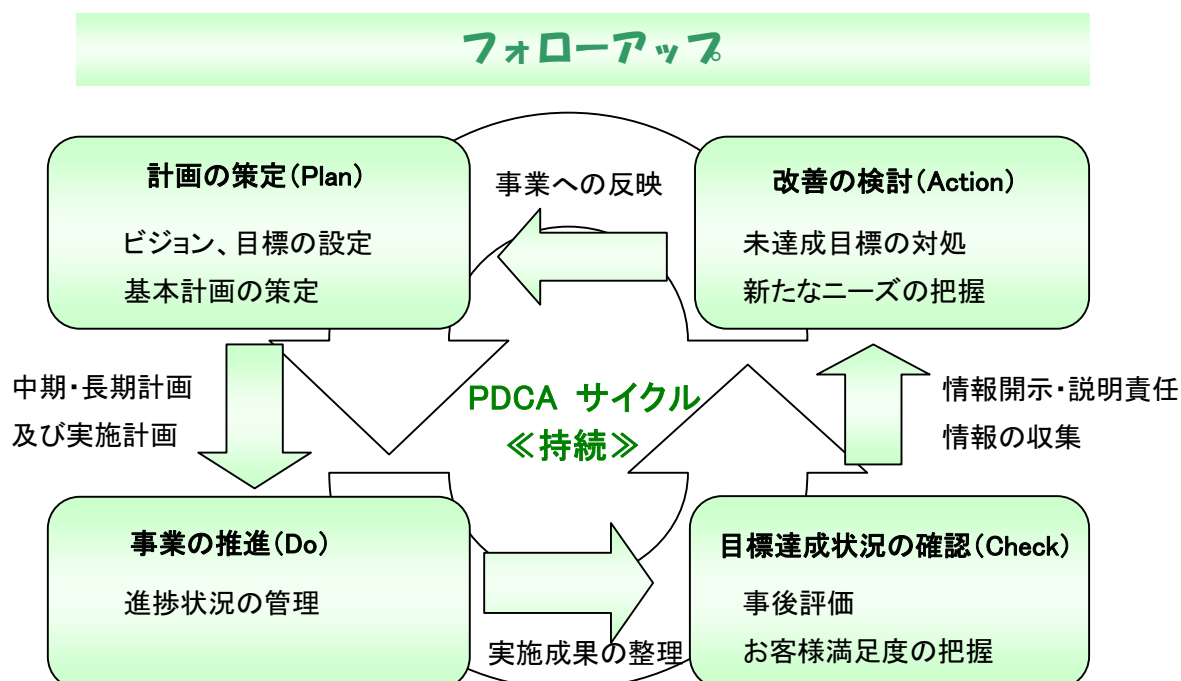 フォローアップ
計画の策定(Plan)
ビジョン、目標の設定
基本計画の策定
事業への反映
改善の検討(Action)
未達成目標の対処
新たなニーズの把握
中期・長期計画
及び実施計画
PDCA サイクル
≪持続≫
情報開示・説明責任
情報の収集
事業の推進(Do)
進捗状況の管理
実施成果の整理
目標達成状況の確認(Check)
事後評価
お客様満足度の把握